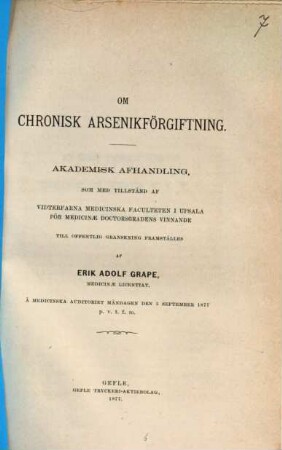 7
OM
CHRONISK ARSENIKFÖRGIFTNING.
AKADEMISK AFHANDLING,
SOM MED TILLSTÅND AF
VIDTERFARNA MEDICINSKA FACULTETEN I UPSALA
FÖR MEDICINÆ DOCTORSGRADENS VINNANDE
TILL OFFENTLIG GRANSKNING FRAMSTÄLLES
AF
ERIK ADOLF GRAPE,
MEDICINÆ LICENTIAT.
Å MEDICINSKA AUDITORIET MÅNDAGEN DEN 3 SEPTEMBER 1877
p. v. t. f. m.
GEFLE,
GEFLE TRYCKERI-AKTIEBOLAG,
1877.